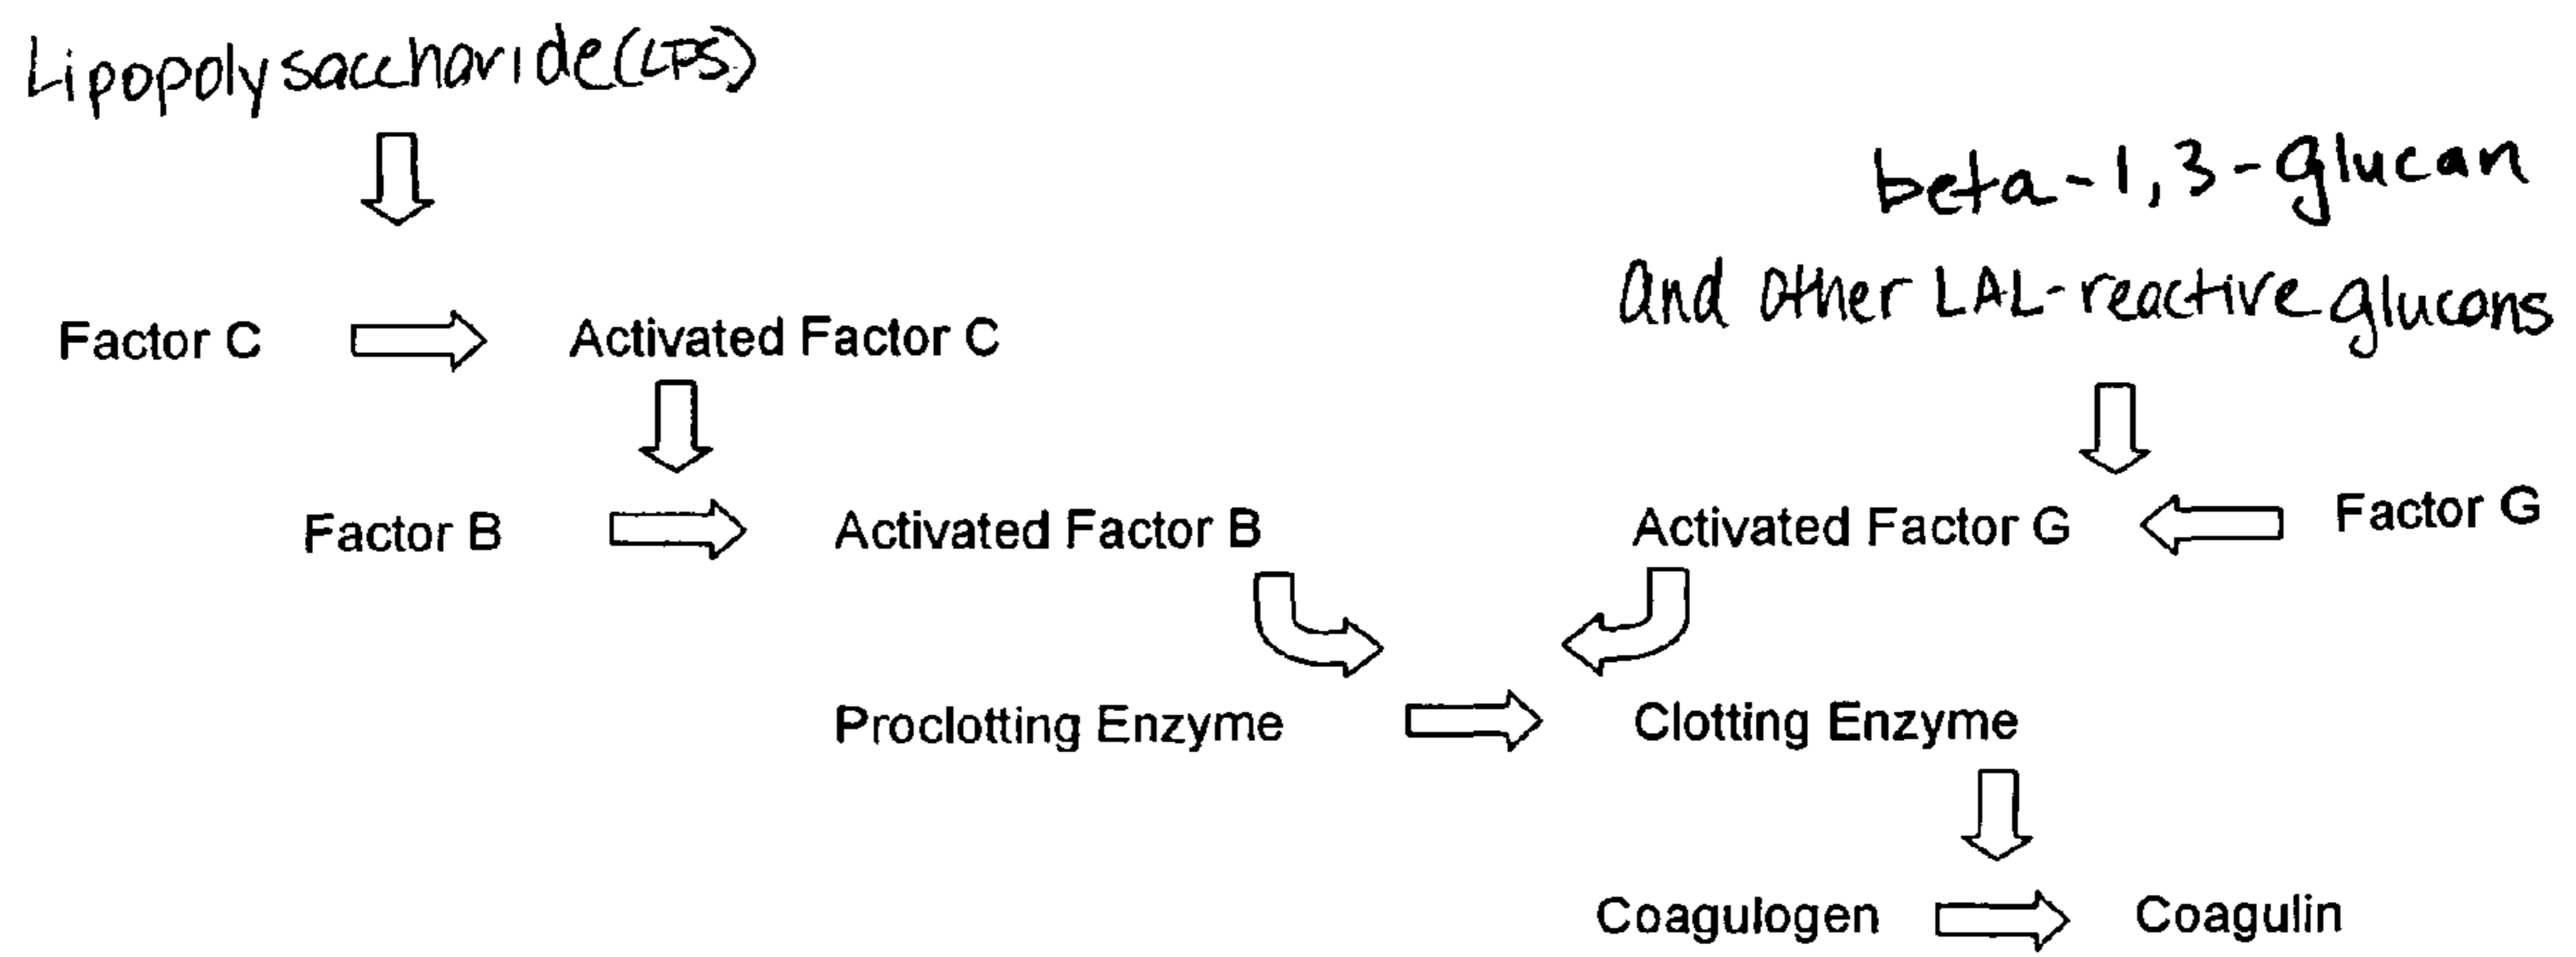 Lipopolysaccharide (LPS)
beta-1,3-glucan
and other LAL-reactive glucans
Factor C
Activated Factor C
Factor B
Activated Factor B
Activated Factor G
Factor G
Proclotting Enzyme
Clotting Enzyme
Coagulogen
Coagulin